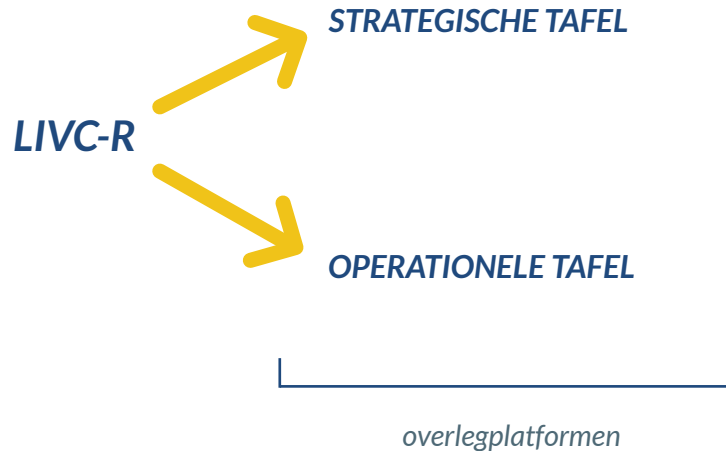 STRATEGISCHE TAFEL
LIVC-R
OPERATIONELE TAFEL
overlegplatformen